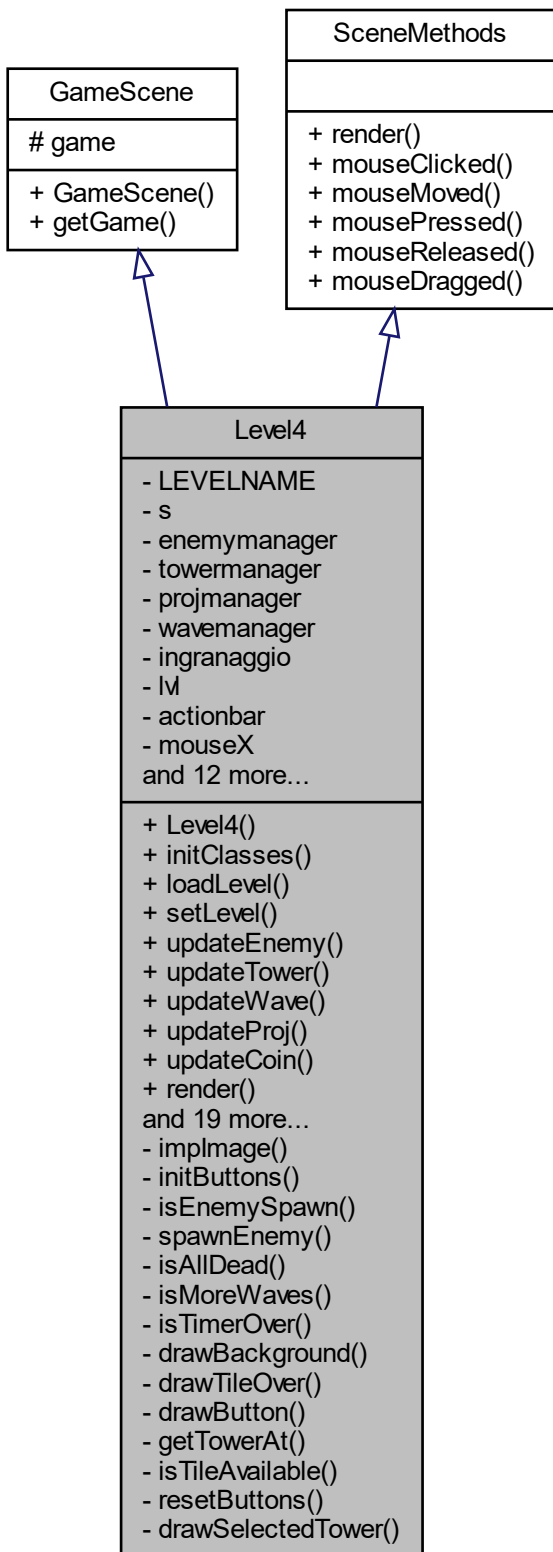 GameScene
# game
+ GameScene()
+ getGame()
SceneMethods
+ render()
+ mouseClicked()
+ mouseMoved()
+ mousePressed()
+ mouseReleased()
+ mouseDragged()
Level4
- LEVELNAME
- s
- enemymanager
- towermanager
- projmanager
- wavemanager
- ingranaggio
- lvl
- actionbar
- mouseX
and 12 more...
+ Level4()
+ initClasses()
+ loadLevel()
+ setLevel()
+ updateEnemy()
+ updateTower()
+ updateWave()
+ updateProj()
+ updateCoin()
+ render()
and 19 more...
- impImage()
- initButtons()
- isEnemySpawn()
- spawnEnemy()
- isAllDead()
- isMoreWaves()
- isTimerOver()
- drawBackground()
- drawTileOver()
- drawButton()
- getTowerAt()
- isTileAvailable()
- resetButtons()
- drawSelectedTower()